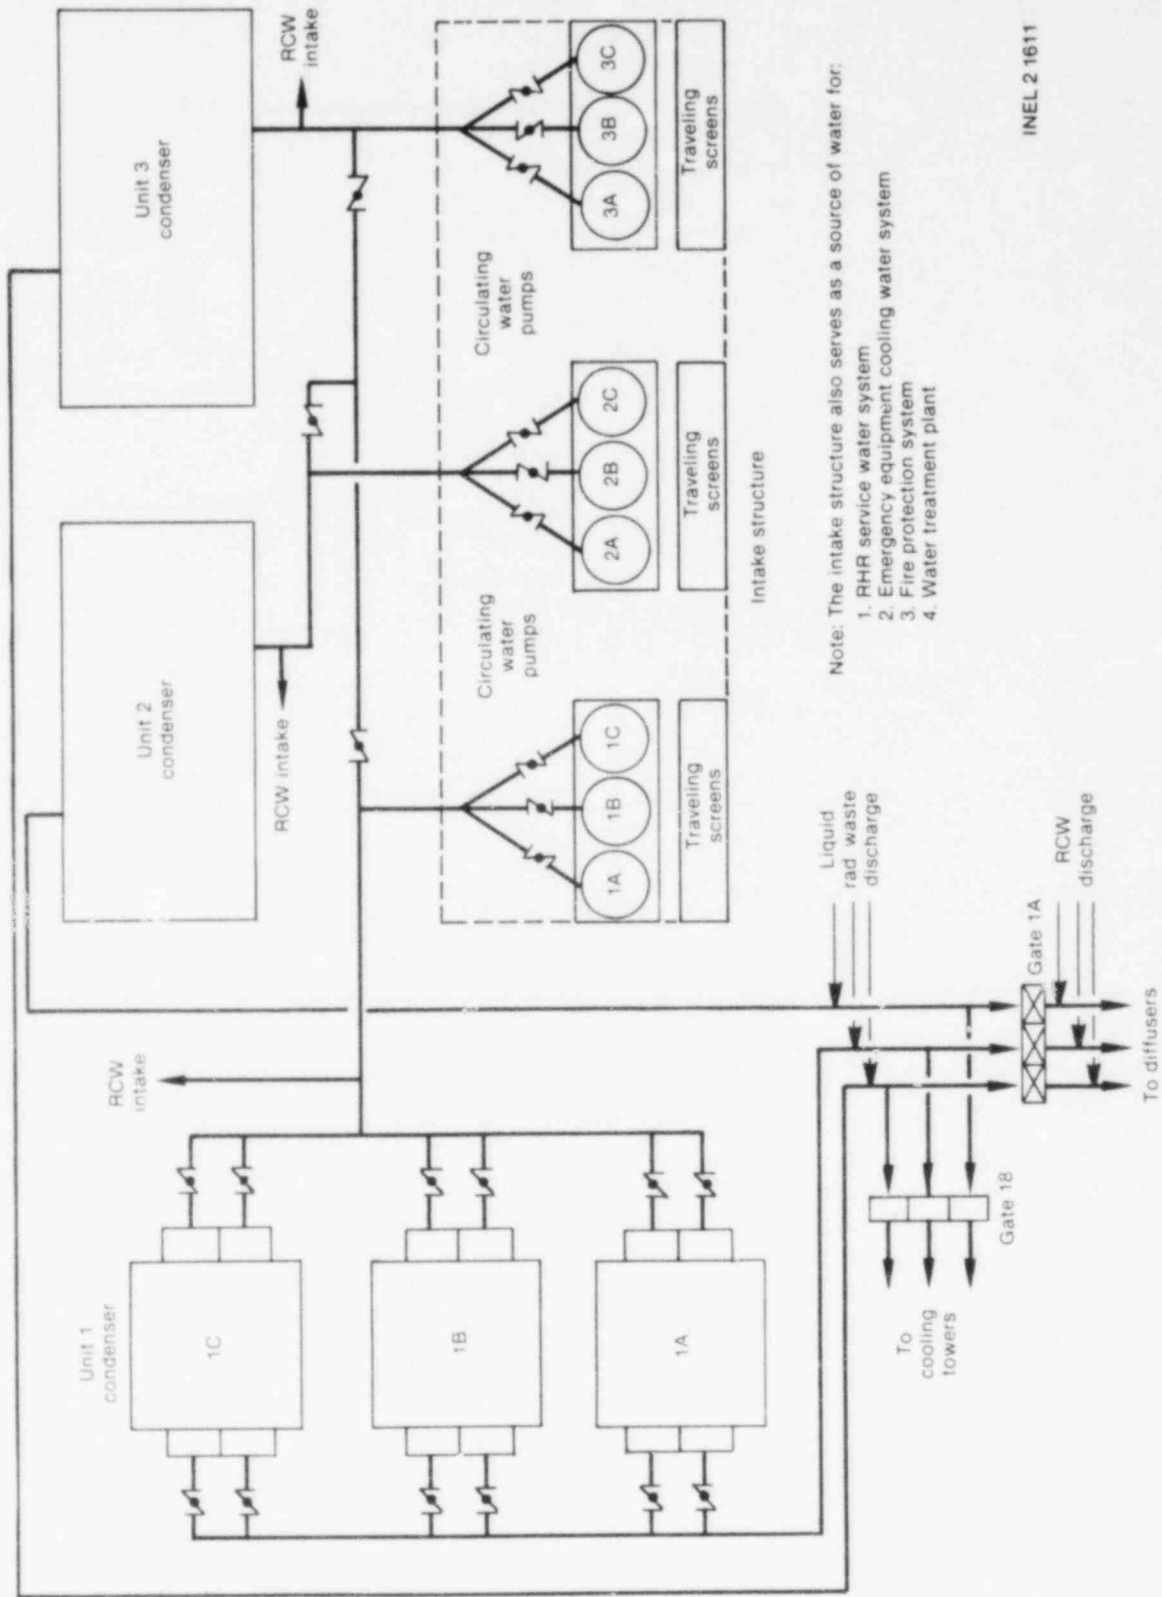 Unit 3
condenser
RCW
intake
Unit 2
condenser
RCW intake
RCW
intake
Unit 1
condenser
1C
1B
1A
Circulating
water
pumps
Circulating
water
pumps
1A
1B
1C
2A
2B
2C
3A
3B
3C
Traveling
screens
Traveling
screens
Traveling
screens
Intake structure
Liquid
rad waste
discharge
Gate 1A
RCW
discharge
To diffusers
Gate 18
To
cooling
towers
Note: The intake structure also serves as a source of water for:
1. RHR service water system
2. Emergency equipment cooling water system
3. Fire protection system
4. Water treatment plant
INEL 2 1611